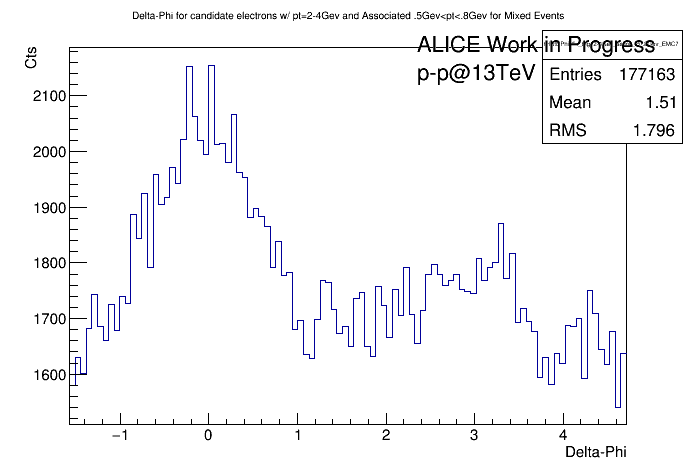 Delta-Phi for candidate electrons w/ pt=2-4Gev and Associated .5Gev<pt<.8Gev for Mixed Events
Cts
ALICE Work in Progress
p-p@13TeV
Entries 177163
Mean 1.51
RMS 1.796
2100
2000
1900
1800
1700
1600
−1 0 1 2 3 4
Delta-Phi